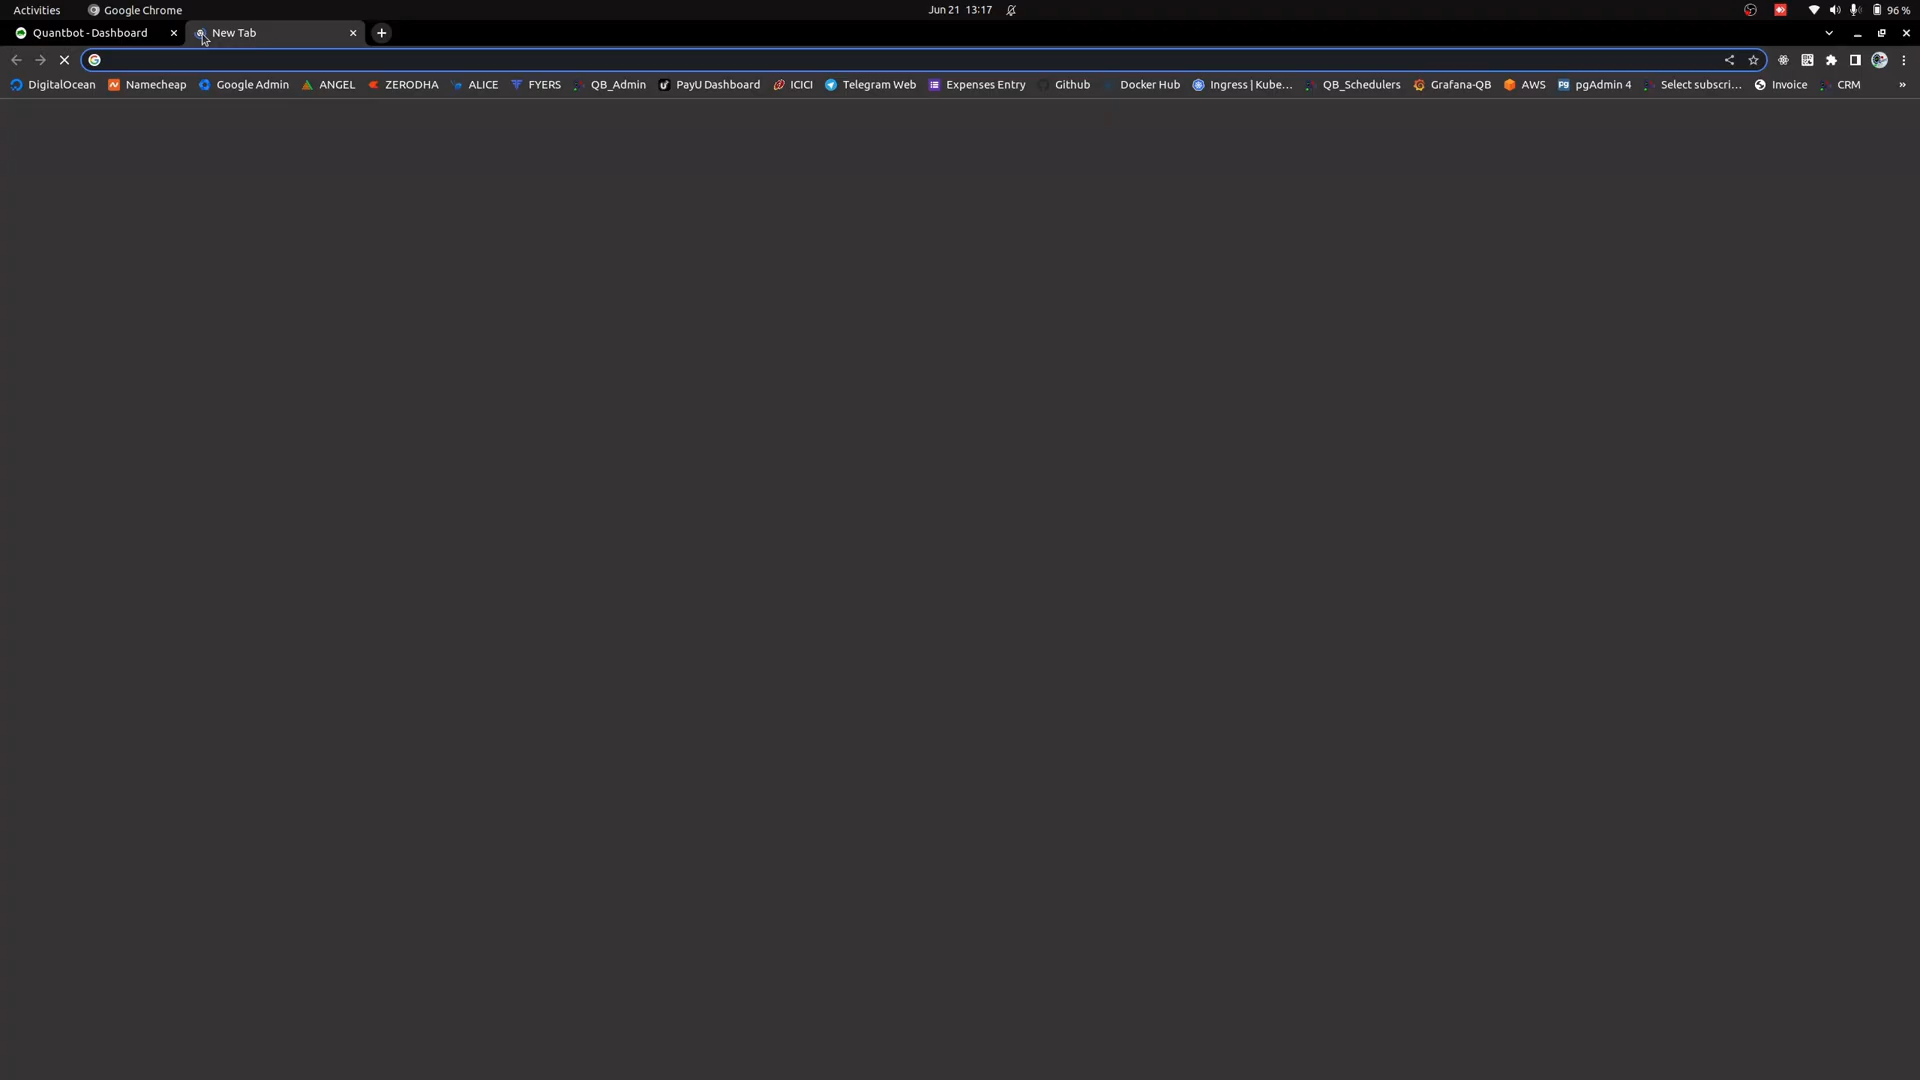 Activities Google Chrome Jun 21 13:17 96 %
Quantbot - Dashboard New Tab
DigitalOcean Namecheap Google Admin ANGEL ZERODHA ALICE FYERS QB_Admin PayU Dashboard ICICI Telegram Web Expenses Entry Github Docker Hub Ingress | Kube... QB_Schedulers Grafana-QB AWS pgAdmin 4 Select subscri... Invoice CRM »